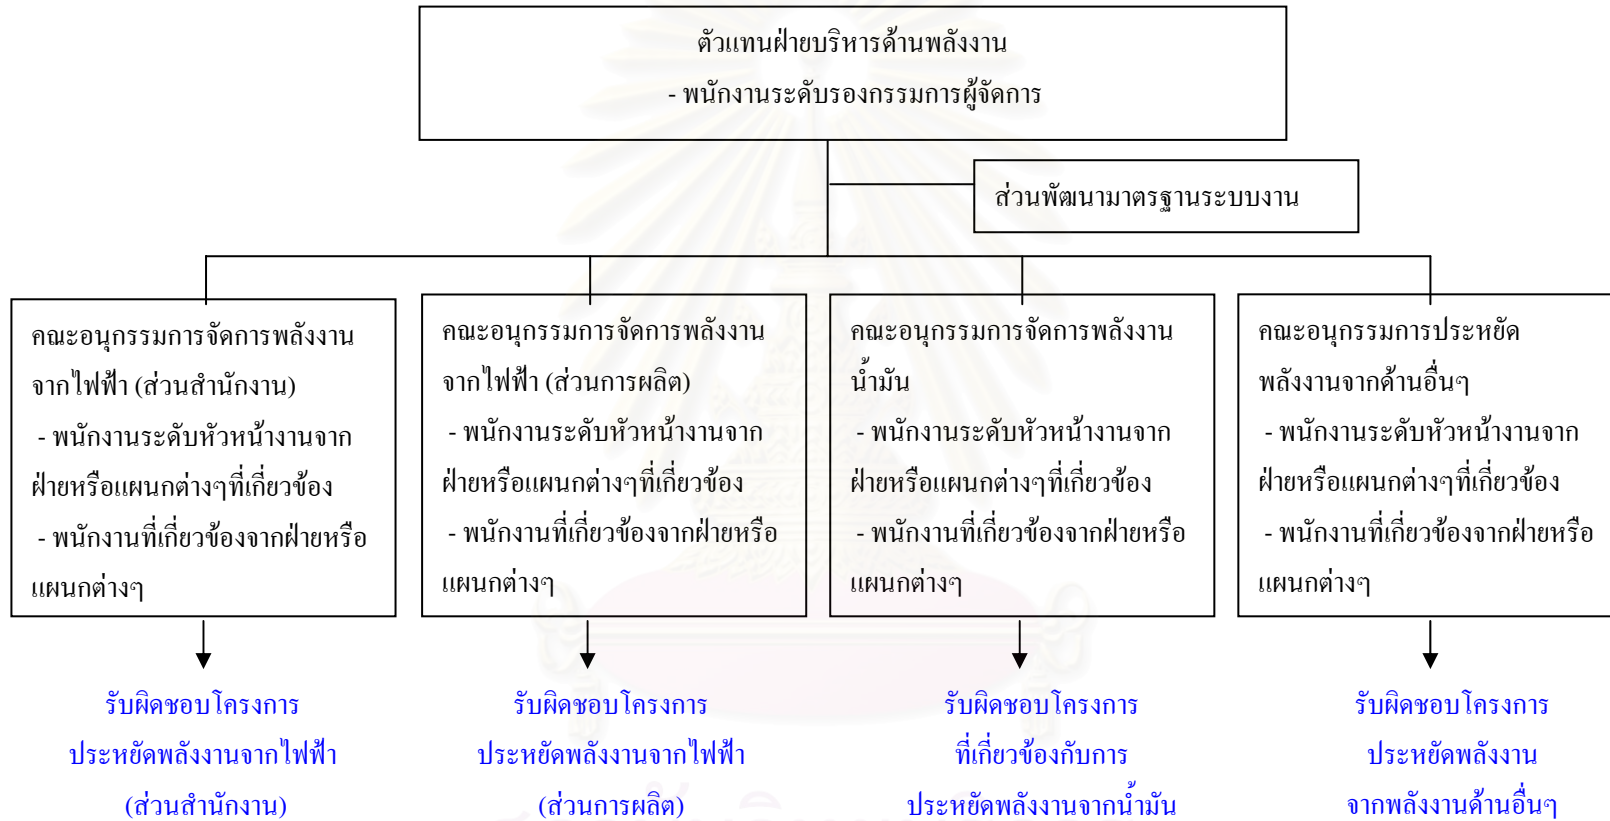 ตัวแทนฝ่ายบริหารด้านพลังงาน
- พนักงานระดับรองกรรมการผู้จัดการ
ส่วนพัฒนามาตรฐานระบบงาน
คณะอนุกรรมการจัดการพลังงาน
จากไฟฟ้า (ส่วนสำนักงาน)
- พนักงานระดับหัวหน้างานจาก
ฝ่ายหรือแผนกต่างๆที่เกี่ยวข้อง
- พนักงานที่เกี่ยวข้องจากฝ่ายหรือ
แผนกต่างๆ
คณะอนุกรรมการจัดการพลังงาน
จากไฟฟ้า (ส่วนการผลิต)
- พนักงานระดับหัวหน้างานจาก
ฝ่ายหรือแผนกต่างๆที่เกี่ยวข้อง
- พนักงานที่เกี่ยวข้องจากฝ่ายหรือ
แผนกต่างๆ
คณะอนุกรรมการจัดการพลังงาน
น้ำมัน
- พนักงานระดับหัวหน้างานจาก
ฝ่ายหรือแผนกต่างๆที่เกี่ยวข้อง
- พนักงานที่เกี่ยวข้องจากฝ่ายหรือ
แผนกต่างๆ
คณะอนุกรรมการประหยัด
พลังงานจากด้านอื่นๆ
- พนักงานระดับหัวหน้างานจาก
ฝ่ายหรือแผนกต่างๆที่เกี่ยวข้อง
- พนักงานที่เกี่ยวข้องจากฝ่ายหรือ
แผนกต่างๆ
รับผิดชอบโครงการ
ประหยัดพลังงานจากไฟฟ้า
(ส่วนสำนักงาน)
รับผิดชอบโครงการ
ประหยัดพลังงานจากไฟฟ้า
(ส่วนการผลิต)
รับผิดชอบโครงการ
ที่เกี่ยวข้องกับการ
ประหยัดพลังงานจากน้ำมัน
รับผิดชอบโครงการ
ประหยัดพลังงาน
จากพลังงานด้านอื่นๆ